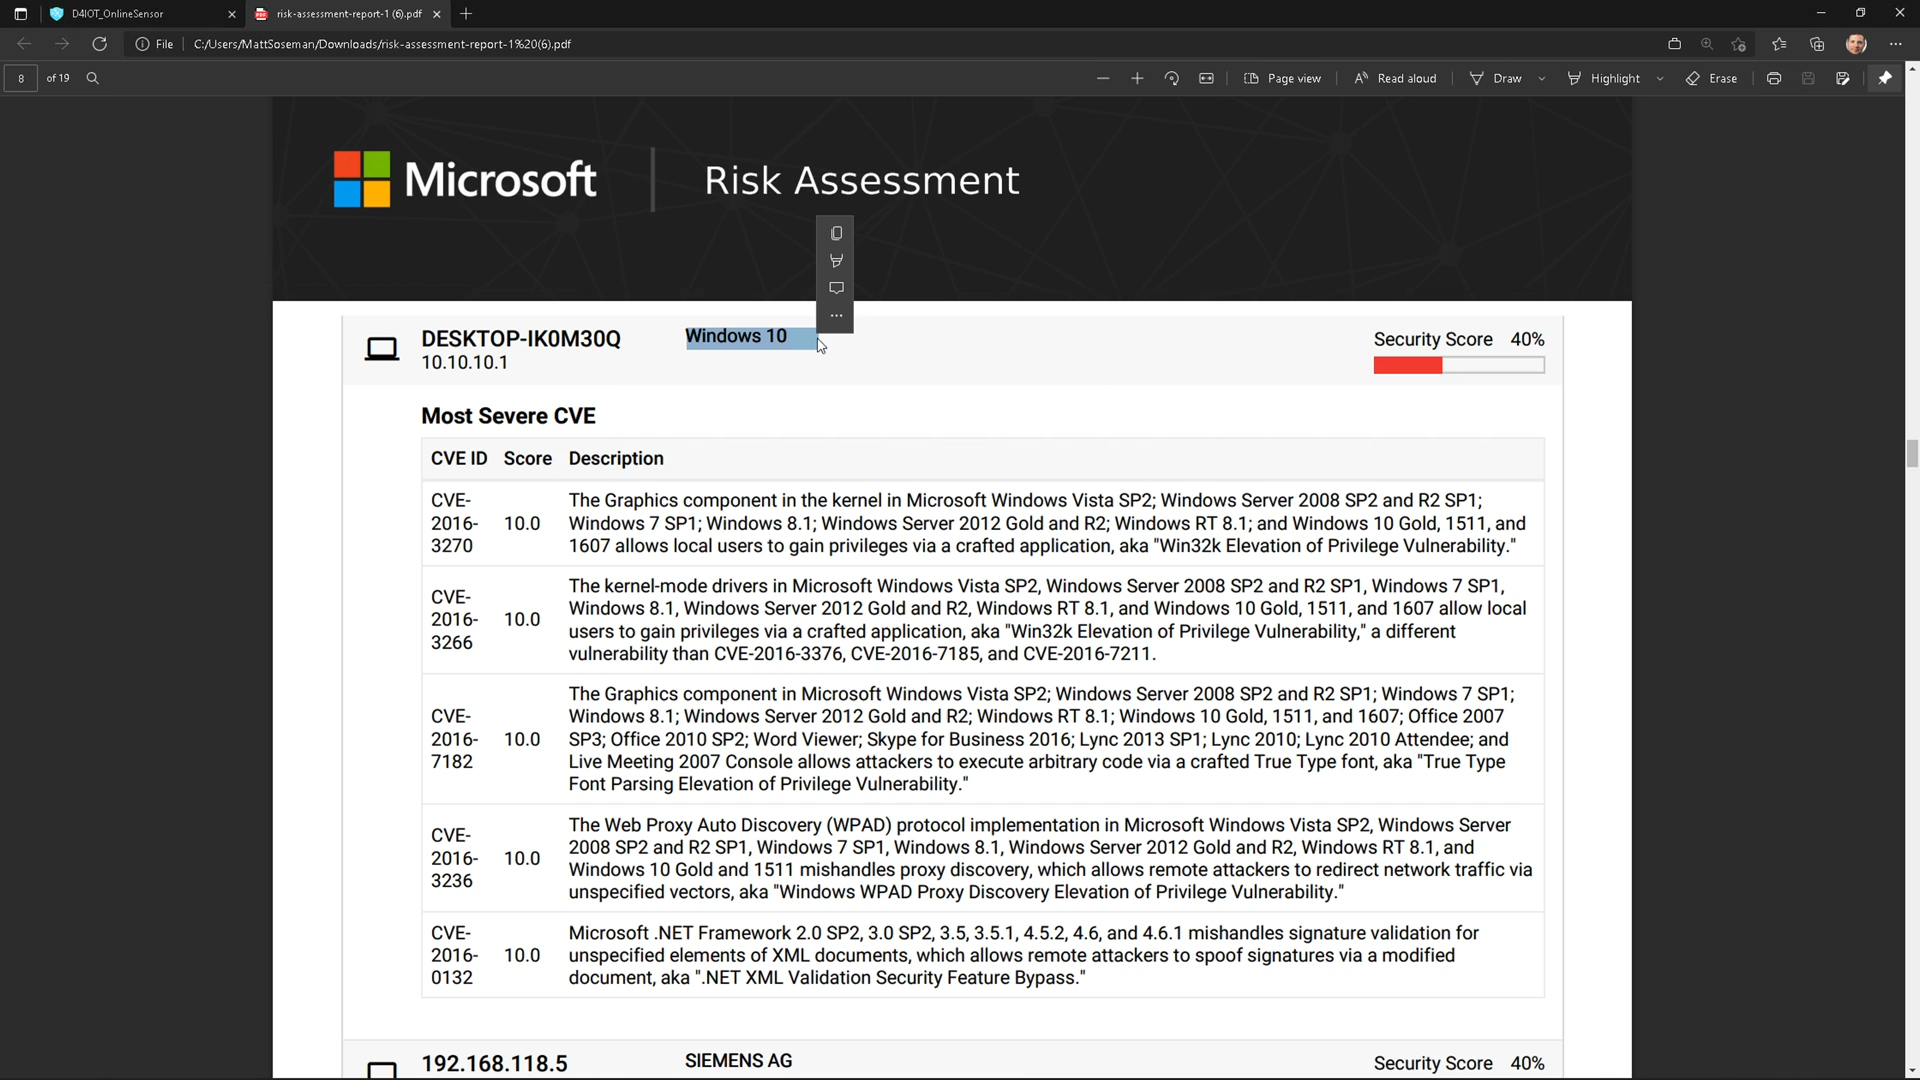 D4IOT_OnlineSensor
risk-assessment-report-1 (6).pdf
File
C:/Users/MattSoseman/Downloads/risk-assessment-report-1%20(6).pdf
8 of 19
Page view
Read aloud
Draw
Highlight
Erase
Microsoft
Risk Assessment
DESKTOP-IK0M30Q
10.10.10.1
Windows 10
Security Score 40%
Most Severe CVE
CVE ID Score Description
CVE-
2016-
3270
10.0
The Graphics component in the kernel in Microsoft Windows Vista SP2; Windows Server 2008 SP2 and R2 SP1;
Windows 7 SP1; Windows 8.1; Windows Server 2012 Gold and R2; Windows RT 8.1; and Windows 10 Gold, 1511, and
1607 allows local users to gain privileges via a crafted application, aka "Win32k Elevation of Privilege Vulnerability."
CVE-
2016-
3266
10.0
The kernel-mode drivers in Microsoft Windows Vista SP2, Windows Server 2008 SP2 and R2 SP1, Windows 7 SP1,
Windows 8.1, Windows Server 2012 Gold and R2, Windows RT 8.1, and Windows 10 Gold, 1511, and 1607 allow local
users to gain privileges via a crafted application, aka "Win32k Elevation of Privilege Vulnerability," a different
vulnerability than CVE-2016-3376, CVE-2016-7185, and CVE-2016-7211.
CVE-
2016-
7182
10.0
The Graphics component in Microsoft Windows Vista SP2; Windows Server 2008 SP2 and R2 SP1; Windows 7 SP1;
Windows 8.1; Windows Server 2012 Gold and R2; Windows RT 8.1; Windows 10 Gold, 1511, and 1607; Office 2007
SP3; Office 2010 SP2; Word Viewer; Skype for Business 2016; Lync 2013 SP1; Lync 2010; Lync 2010 Attendee; and
Live Meeting 2007 Console allows attackers to execute arbitrary code via a crafted True Type font, aka "True Type
Font Parsing Elevation of Privilege Vulnerability."
CVE-
2016-
3236
10.0
The Web Proxy Auto Discovery (WPAD) protocol implementation in Microsoft Windows Vista SP2, Windows Server
2008 SP2 and R2 SP1, Windows 7 SP1, Windows 8.1, Windows Server 2012 Gold and R2, Windows RT 8.1, and
Windows 10 Gold and 1511 mishandles proxy discovery, which allows remote attackers to redirect network traffic via
unspecified vectors, aka "Windows WPAD Proxy Discovery Elevation of Privilege Vulnerability."
CVE-
2016-
0132
10.0
Microsoft .NET Framework 2.0 SP2, 3.0 SP2, 3.5, 3.5.1, 4.5.2, 4.6, and 4.6.1 mishandles signature validation for
unspecified elements of XML documents, which allows remote attackers to spoof signatures via a modified
document, aka ".NET XML Validation Security Feature Bypass."
192.168.118.5
SIEMENS AG
Security Score 40%